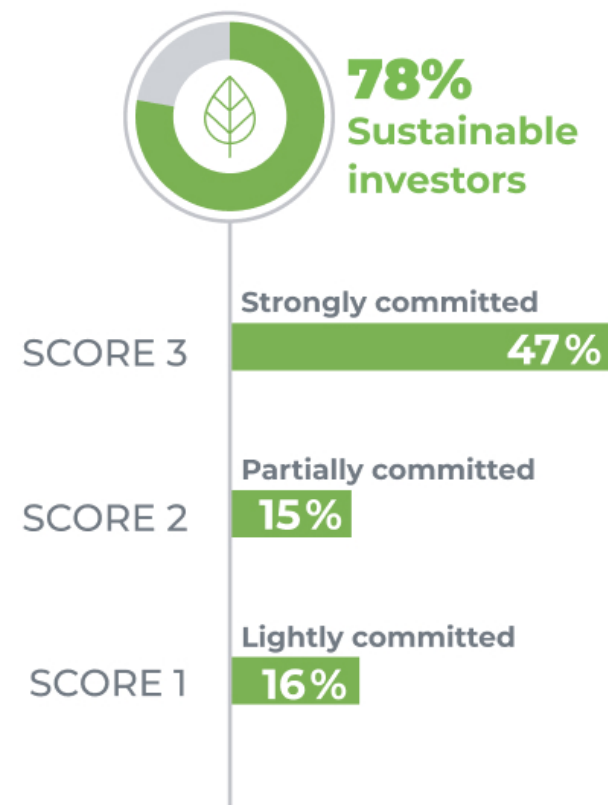 78%
Sustainable
investors
Strongly committed
SCORE 3
47%
Partially committed
SCORE 2
15%
Lightly committed
SCORE 1
16%